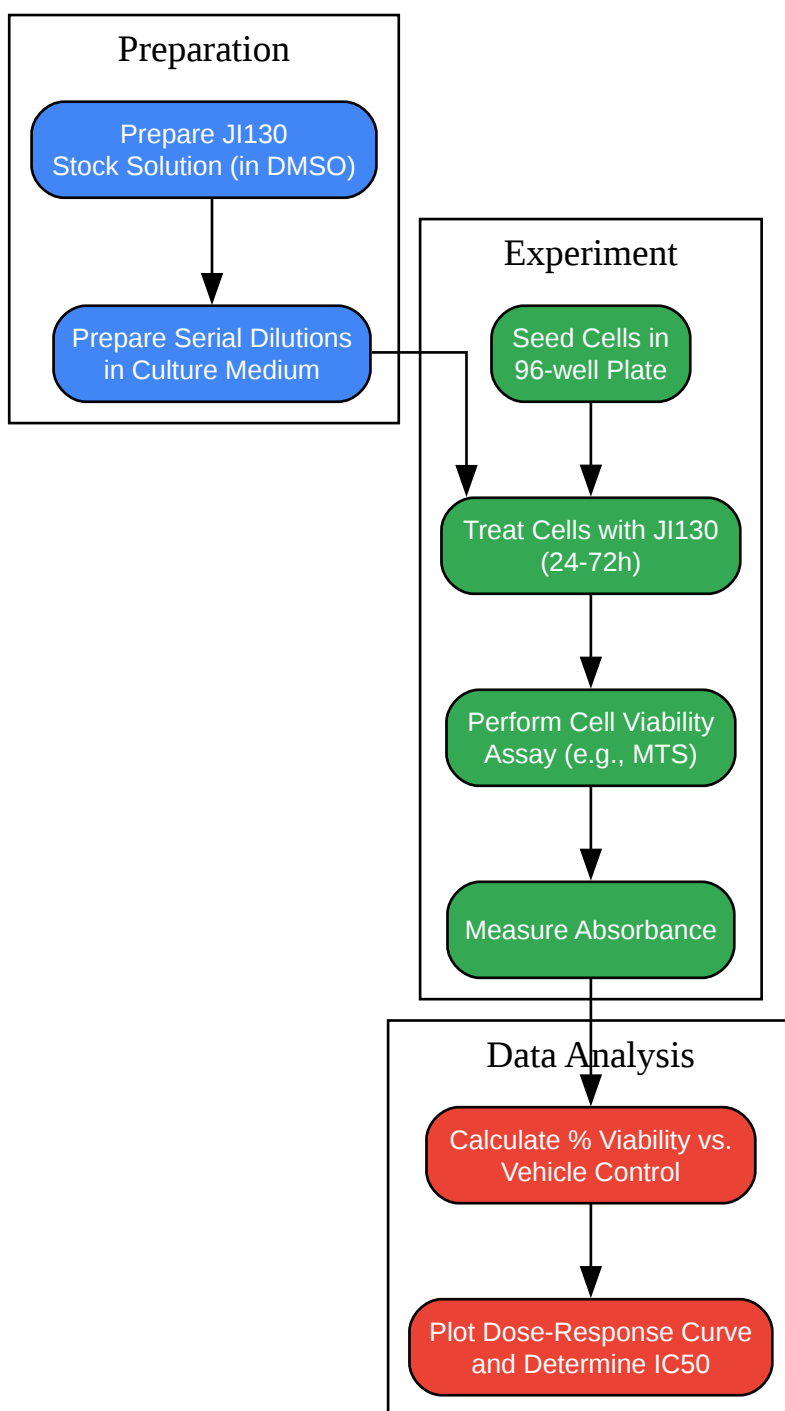 Preparation
Prepare JI130
Stock Solution (in DMSO)
Prepare Serial Dilutions
in Culture Medium
Experiment
Seed Cells in
96-well Plate
Treat Cells with JI130
(24-72h)
Perform Cell Viability
Assay (e.g., MTS)
Measure Absorbance
Data Analysis
Calculate % Viability vs.
Vehicle Control
Plot Dose-Response Curve
and Determine IC50